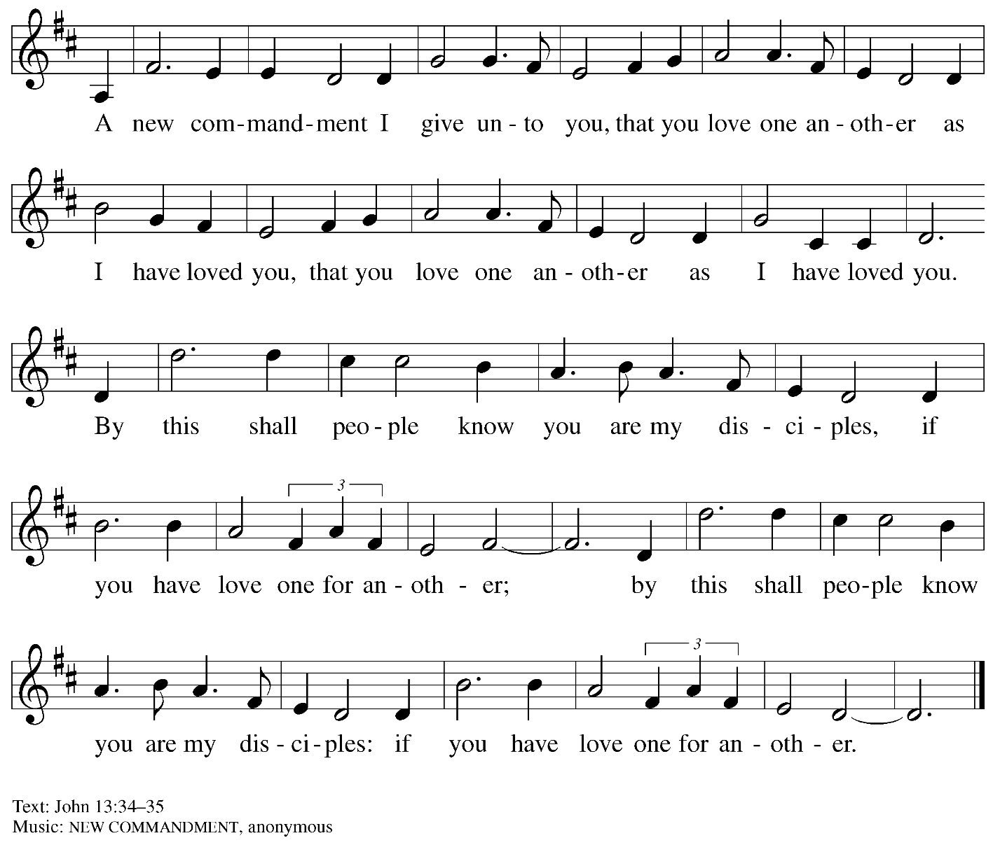 A new com-mand-ment I give un-to you, that you love one an-oth-er as
I have loved you, that you love one an-oth-er as I have loved you.
By this shall peo-ple know you are my dis-ci-ples, if
3
you have love one for an-oth-er; by this shall peo-ple know
3
you are my dis-ci-ples: if you have love one for an-oth-er.
Text: John 13:34–35
Music: NEW COMMANDMENT, anonymous